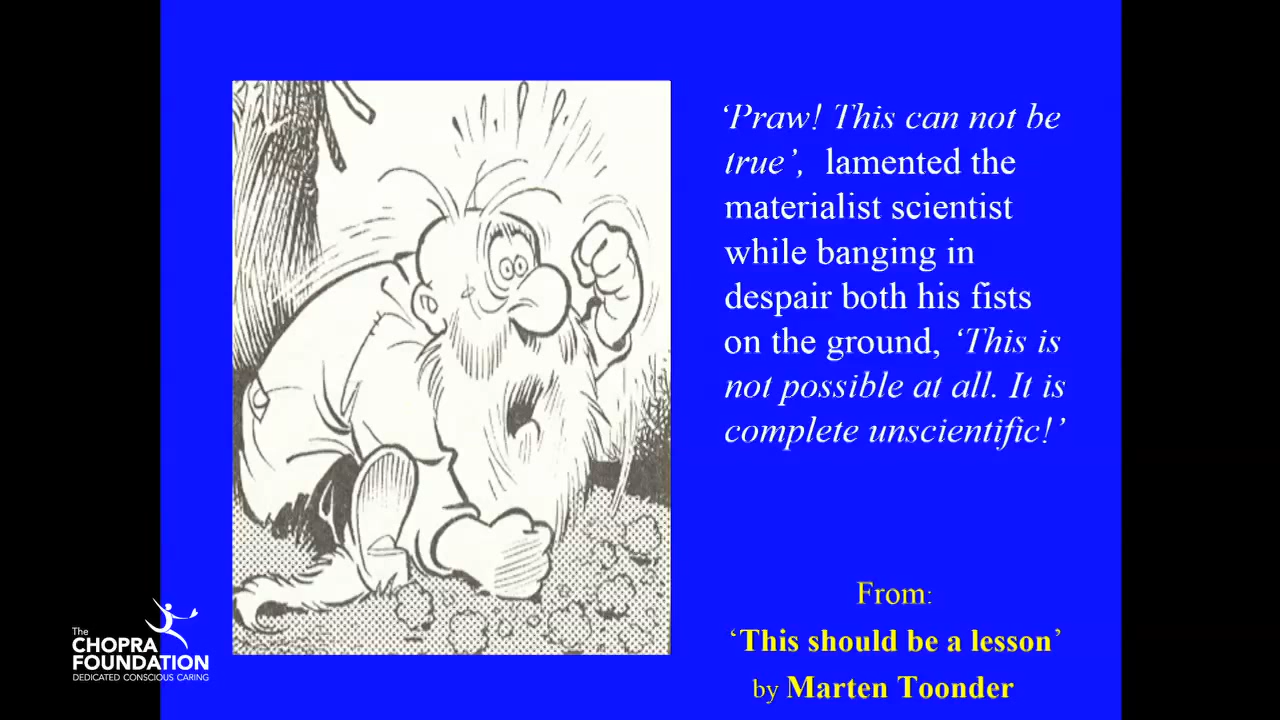 ‘Praw! This can not be
true’, lamented the
materialist scientist
while banging in
despair both his fists
on the ground, ‘This is
not possible at all. It is
complete unscientific!’
From:
‘This should be a lesson’
by Marten Toonder
The
CHOPRA
FOUNDATION
DEDICATED CONSCIOUS CARING